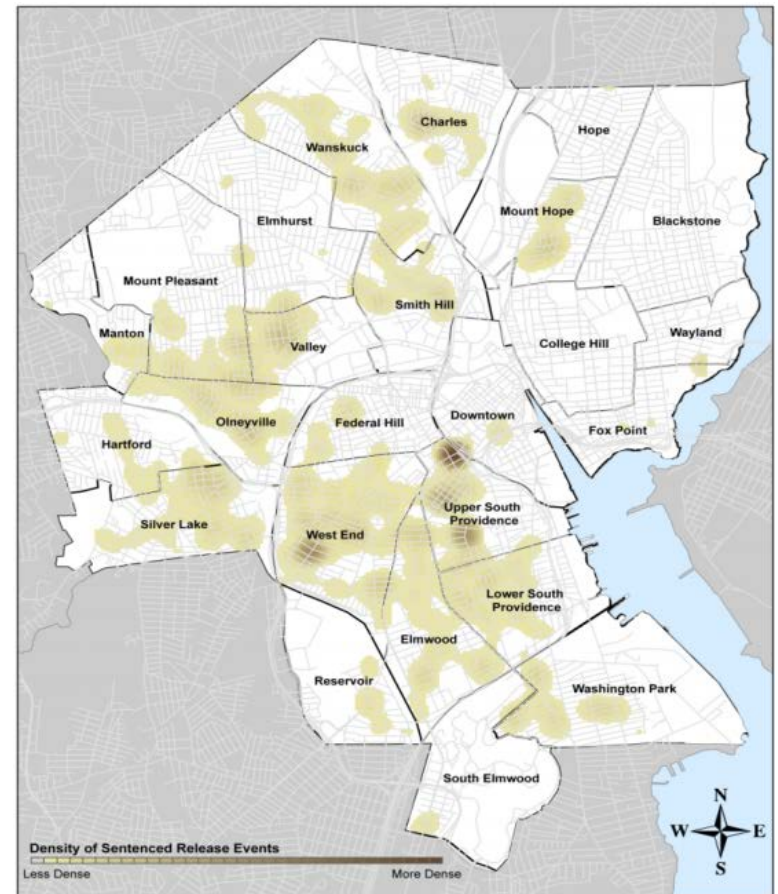 Charles
Hope
Wanskuck
Mount Hope
Elmhurst
Blackstone
Mount Pleasant
Smith Hill
Manton
Wayland
Valley
College Hill
Olneyville
Federal Hill
Downtown
Fox Point
Hartford
Upper South
Providence
Silver Lake
West End
Lower South
Providence
Elmwood
Reservoir
Washington Park
South Elmwood
N
W
E
S
Density of Sentenced Release Events
Less Dense
More Dense